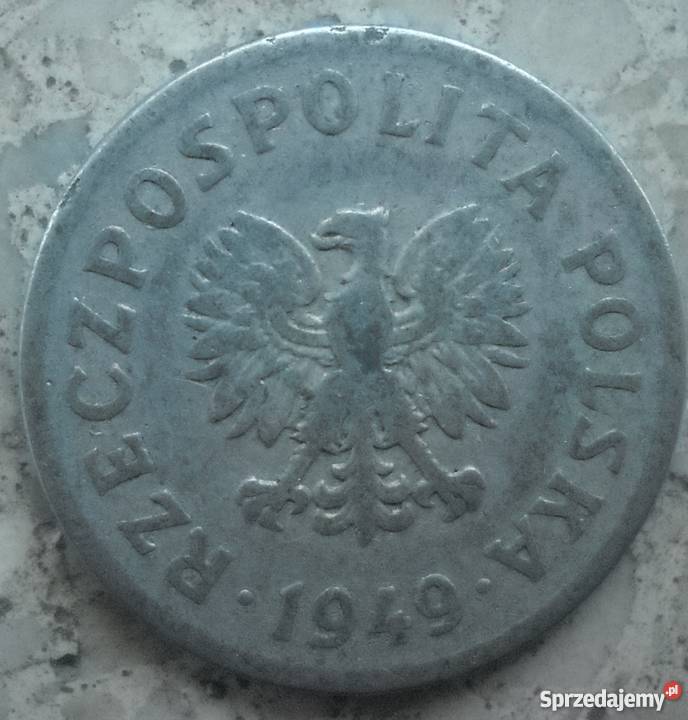 RZECZPOSPOLITA POLSKA
· 1949 ·
Sprzedajemy.pl